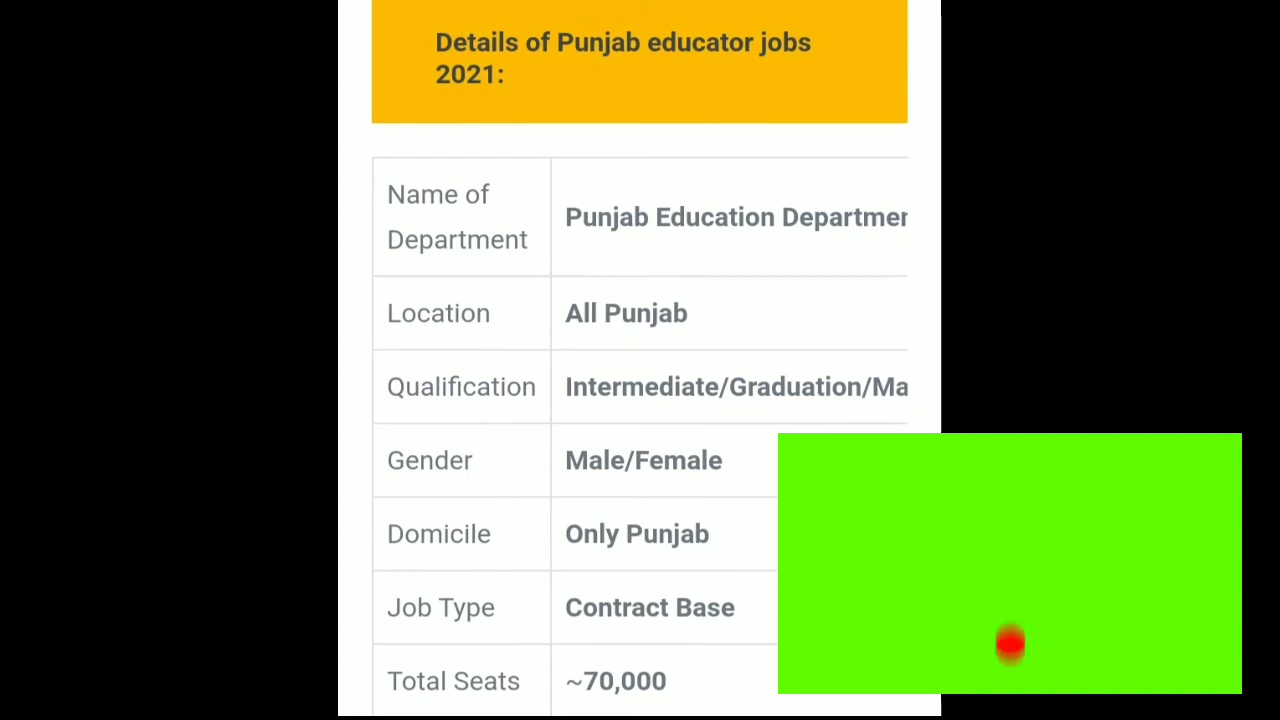 Details of Punjab educator jobs
2021:
Name of
Department
Punjab Education
Location
All Punjab
Qualification
Intermediate/Graduation/Ma
Gender
Male/Female
Domicile
Only Punjab
Job Type
Contract Base
Total Seats
~70,000